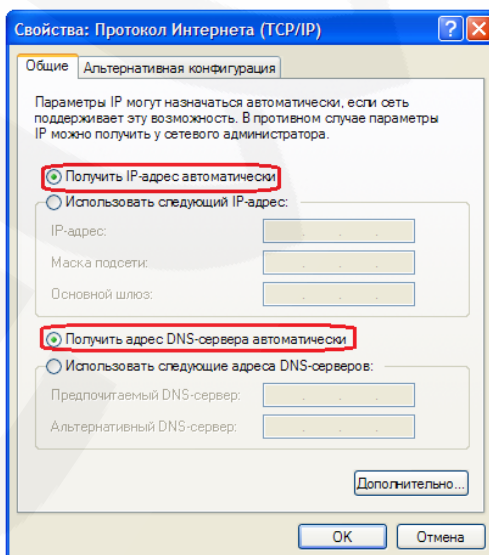 Свойства: Протокол Интернета (TCP/IP)
Общие
Альтернативная конфигурация
Параметры IP могут назначаться автоматически, если сеть
поддерживает эту возможность. В противном случае параметры
IP можно получить у сетевого администратора.
Получить IP-адрес автоматически
Использовать следующий IP-адрес:
IP-адрес:
Маска подсети:
Основной шлюз:
Получить адрес DNS-сервера автоматически
Использовать следующие адреса DNS-серверов:
Предпочитаемый DNS-сервер:
Альтернативный DNS-сервер:
Дополнительно...
OK
Отмена